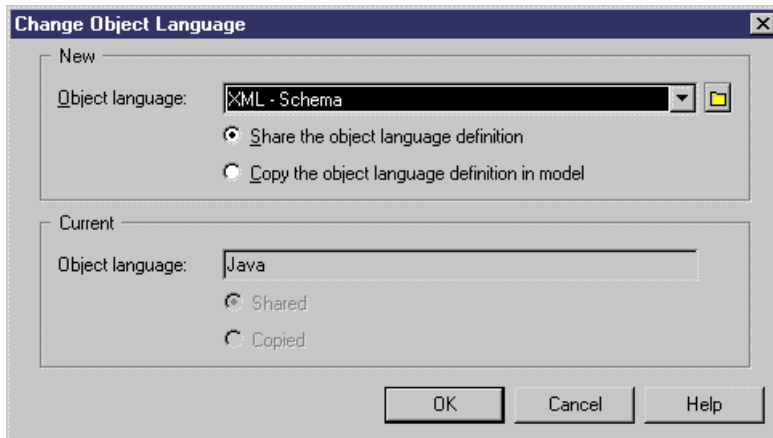 Change Object Language
New
Object language: XML - Schema
Share the object language definition
Copy the object language definition in model
Current
Object language: Java
Shared
Copied
OK Cancel Help